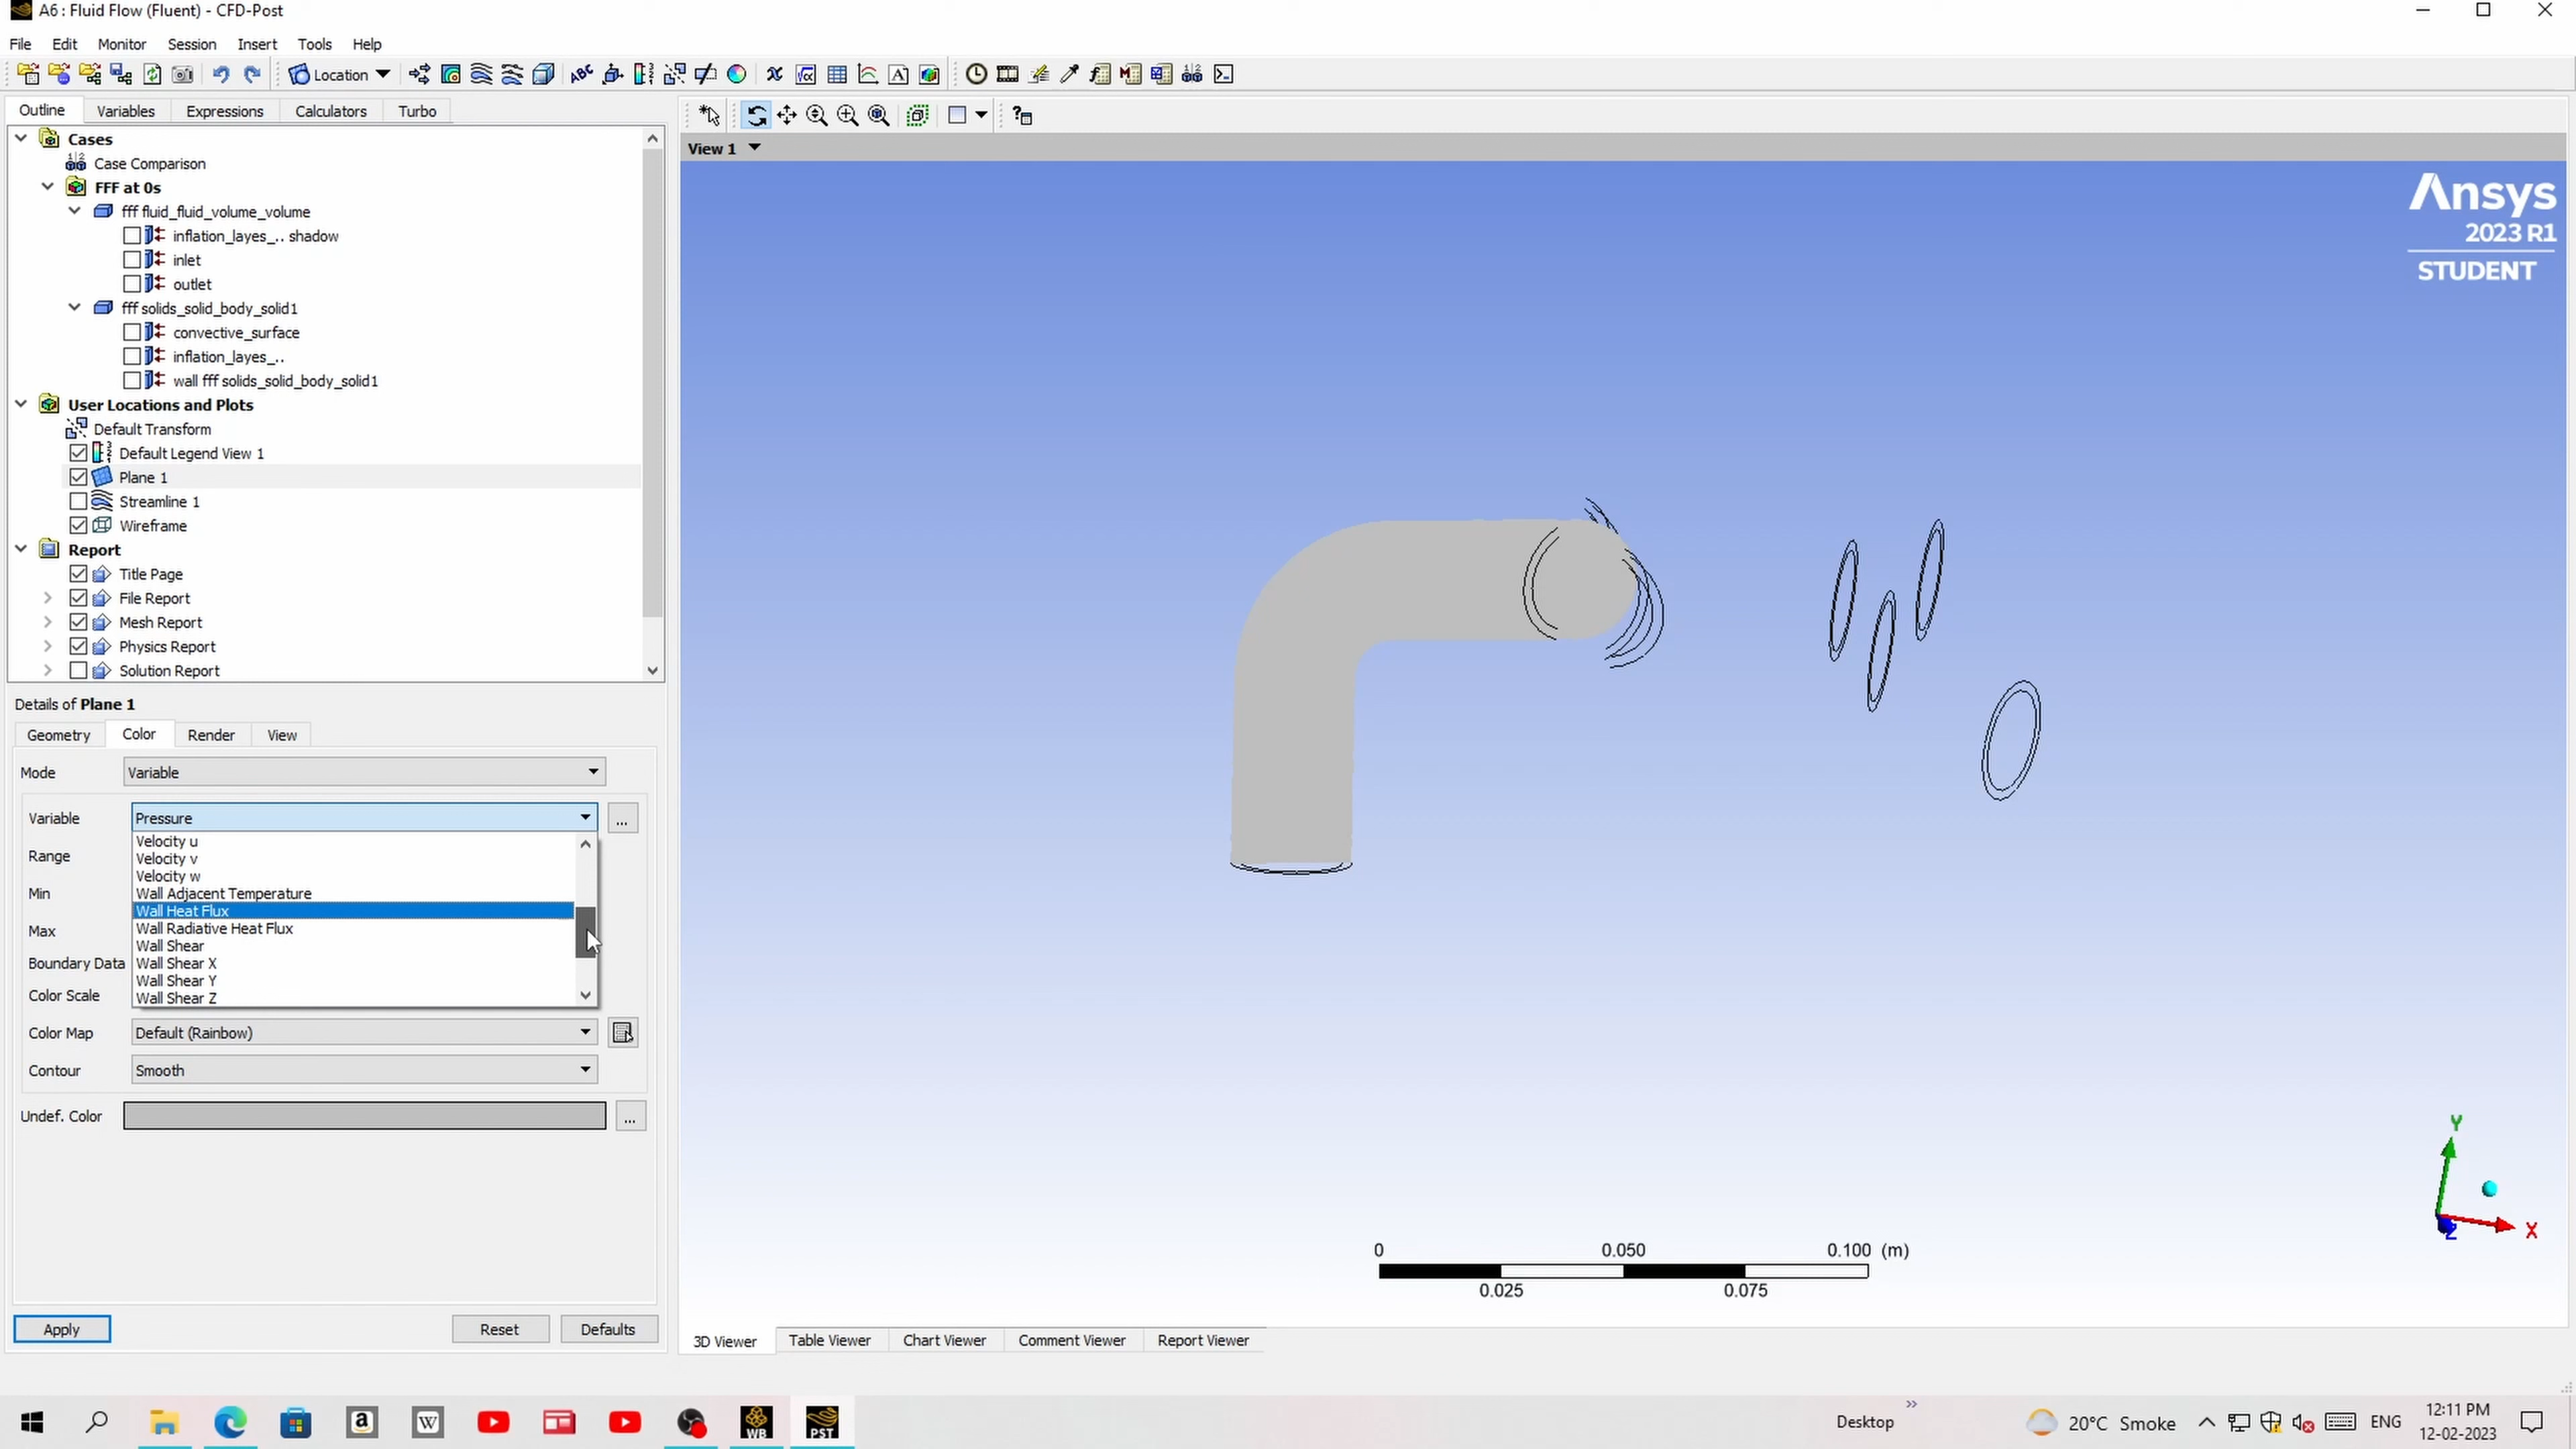 A6 : Fluid Flow (Fluent) - CFD-Post
File Edit Monitor Session Insert Tools Help
Location
Outline Variables Expressions Calculators Turbo
Cases
Case Comparison
FFF at 0s
fff fluid_fluid_volume_volume
inflation_layes_.. shadow
inlet
outlet
fff solids_solid_body_solid1
convective_surface
inflation_layes_..
wall fff solids_solid_body_solid1
User Locations and Plots
Default Transform
Default Legend View 1
Plane 1
Streamline 1
Wireframe
Report
Title Page
File Report
Mesh Report
Physics Report
Solution Report
Details of Plane 1
Geometry Color Render View
Mode Variable
Variable Pressure ...
Range
Min
Max
Boundary Data
Color Scale
Velocity u
Velocity v
Velocity w
Wall Adjacent Temperature
Wall Heat Flux
Wall Radiative Heat Flux
Wall Shear
Wall Shear X
Wall Shear Y
Wall Shear Z
Color Map Default (Rainbow)
Contour Smooth
Undef. Color ...
Apply Reset Defaults
View 1
Ansys
2023 R1
STUDENT
Y
X
Z
0 0.050 0.100 (m)
0.025 0.075
3D Viewer Table Viewer Chart Viewer Comment Viewer Report Viewer
WB
PST
Desktop
20°C Smoke
ENG
12:11 PM
12-02-2023